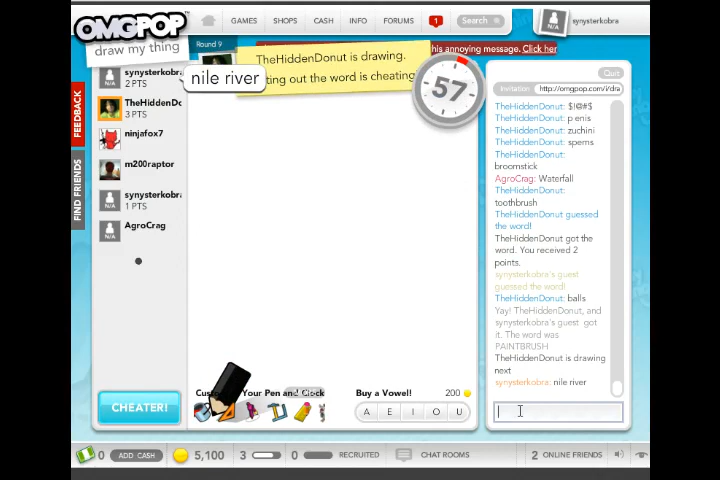 OMGPOP
GAMES SHOPS CASH INFO FORUMS 1 Search synysterkobra
draw my thing
Round 9
his annoying message. Click here
TheHiddenDonut is drawing.
ting out the word is cheating
nile river
57
synysterkobra
2 PTS
TheHiddenDo
3 PTS
ninjafox7
m200raptor
synysterkobra
1 PTS
AgroCrag
N/A
N/A
N/A
N/A
FEEDBACK
FIND FRIENDS
CHEATER!
Your Pen and Clock
Buy a Vowel! 200
A E I O U
Quit
Invitation http://omgpop.com/i/dra
TheHiddenDonut: $!@#$
TheHiddenDonut: p enis
TheHiddenDonut: zuchini
TheHiddenDonut: spems
TheHiddenDonut:
broomstick
AgroCrag: Waterfall
TheHiddenDonut:
toothbrush
TheHiddenDonut guessed
the word!
TheHiddenDonut got the
word. You received 2
points.
synysterkobra's guest
guessed the word!
TheHiddenDonut: balls
Yay! TheHiddenDonut, and
synysterkobra's guest got
it. The word was
PAINTBRUSH
TheHiddenDonut is drawing
next
synysterkobra: nile river
0 ADD CASH 5,100 3 0 RECRUITED CHAT ROOMS 2 ONLINE FRIENDS